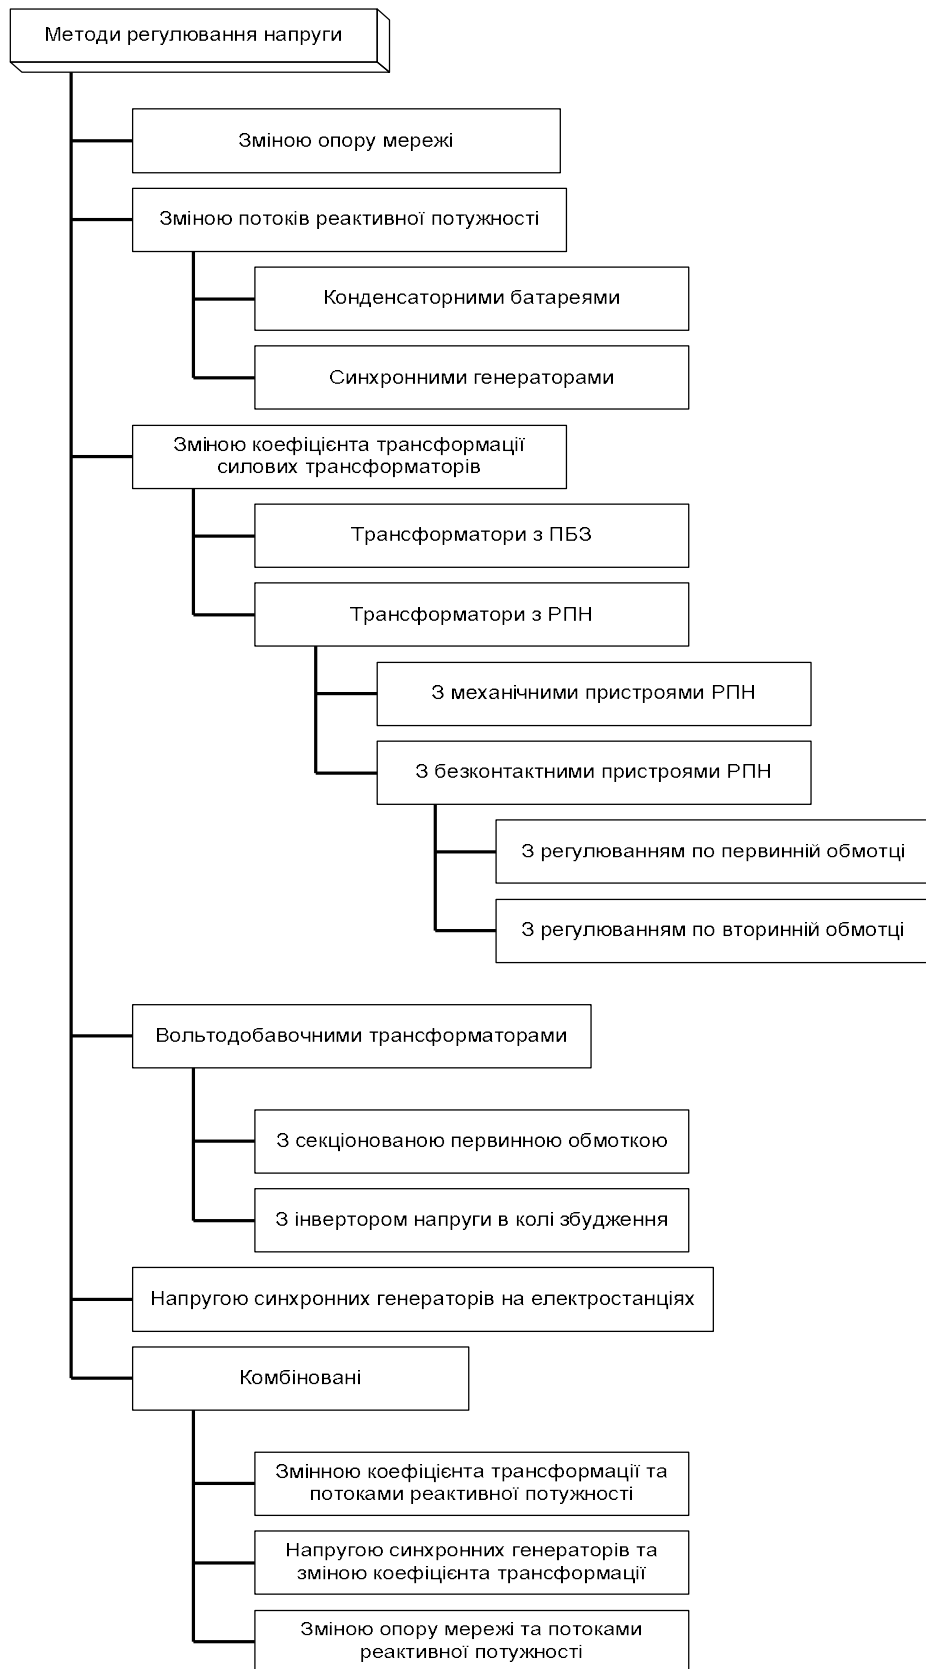 Методи регулювання напруги
Зміною опору мережі
Зміною потоків реактивної потужності
Конденсаторними батареями
Синхронними генераторами
Зміною коефіцієнта трансформації
силових трансформаторів
Трансформатори з ПБЗ
Трансформатори з РПН
З механічними пристроями РПН
З безконтактними пристроями РПН
З регулюванням по первинній обмотці
З регулюванням по вторинній обмотці
Вольтодобавочними трансформаторами
З секціонованою первинною обмоткою
З інвертором напруги в колі збудження
Напругою синхронних генераторів на електростанціях
Комбіновані
Змінною коефіцієнта трансформації та
потоками реактивної потужності
Напругою синхронних генераторів та
зміною коефіцієнта трансформації
Зміною опору мережі та потоками
реактивної потужності